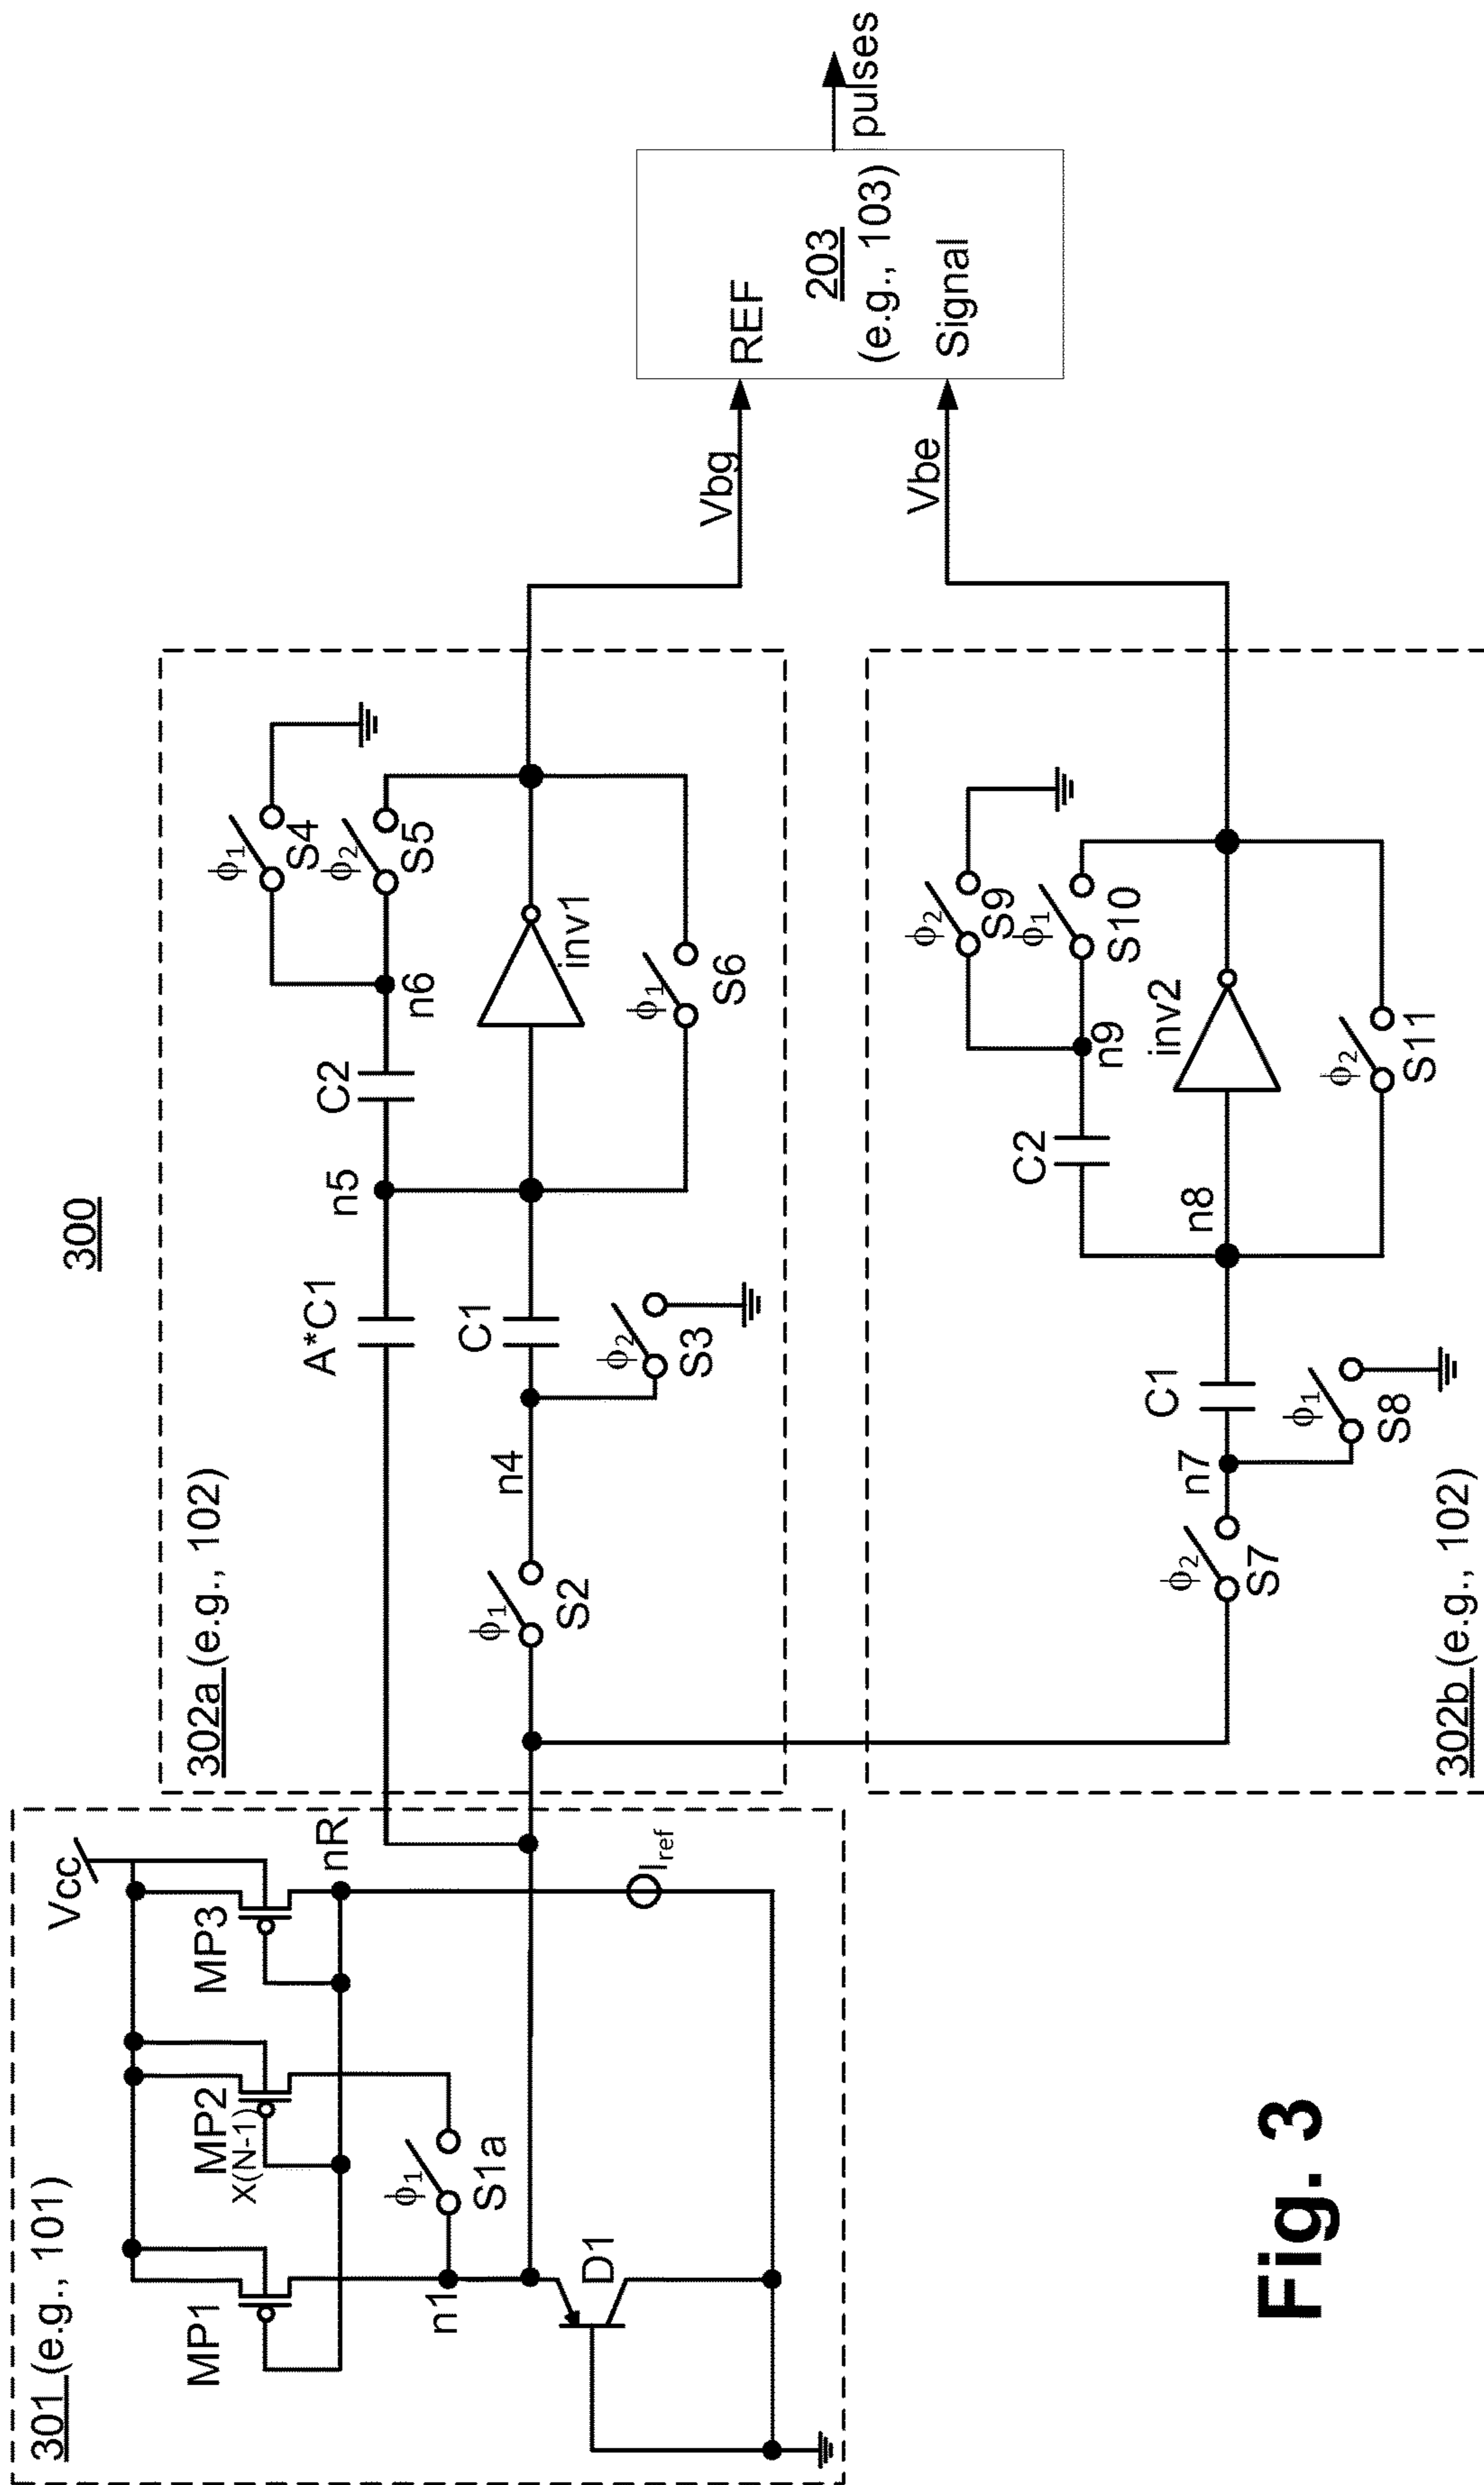 300
301 (e.g., 101)
Vcc
MP1
MP2
X(N-1)
MP3
nR
n1
ϕ1
S1a
D1
Iref
302a (e.g., 102)
A*C1
n5
C2
n6
ϕ1
S4
ϕ2
S5
ϕ1
S2
n4
C1
ϕ2
S3
inv1
ϕ1
S6
Vbg
302b (e.g., 102)
ϕ2
S7
n7
C1
ϕ1
S8
n8
C2
n9
ϕ2
S9
ϕ1
S10
inv2
ϕ2
S11
Vbe
REF
203
(e.g., 103)
Signal
pulses
Fig. 3